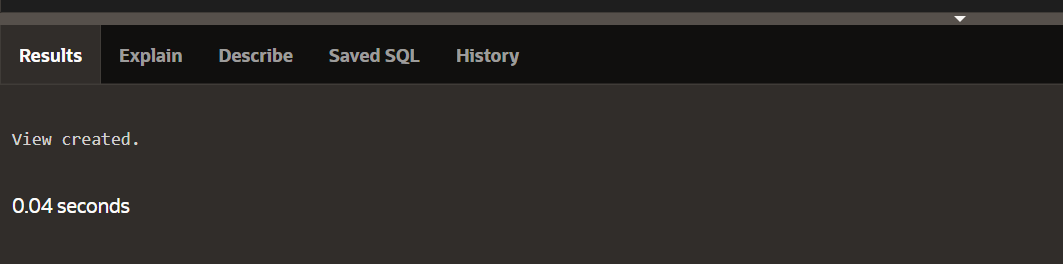 Results Explain Describe Saved SQL History
View created.
0.04 seconds